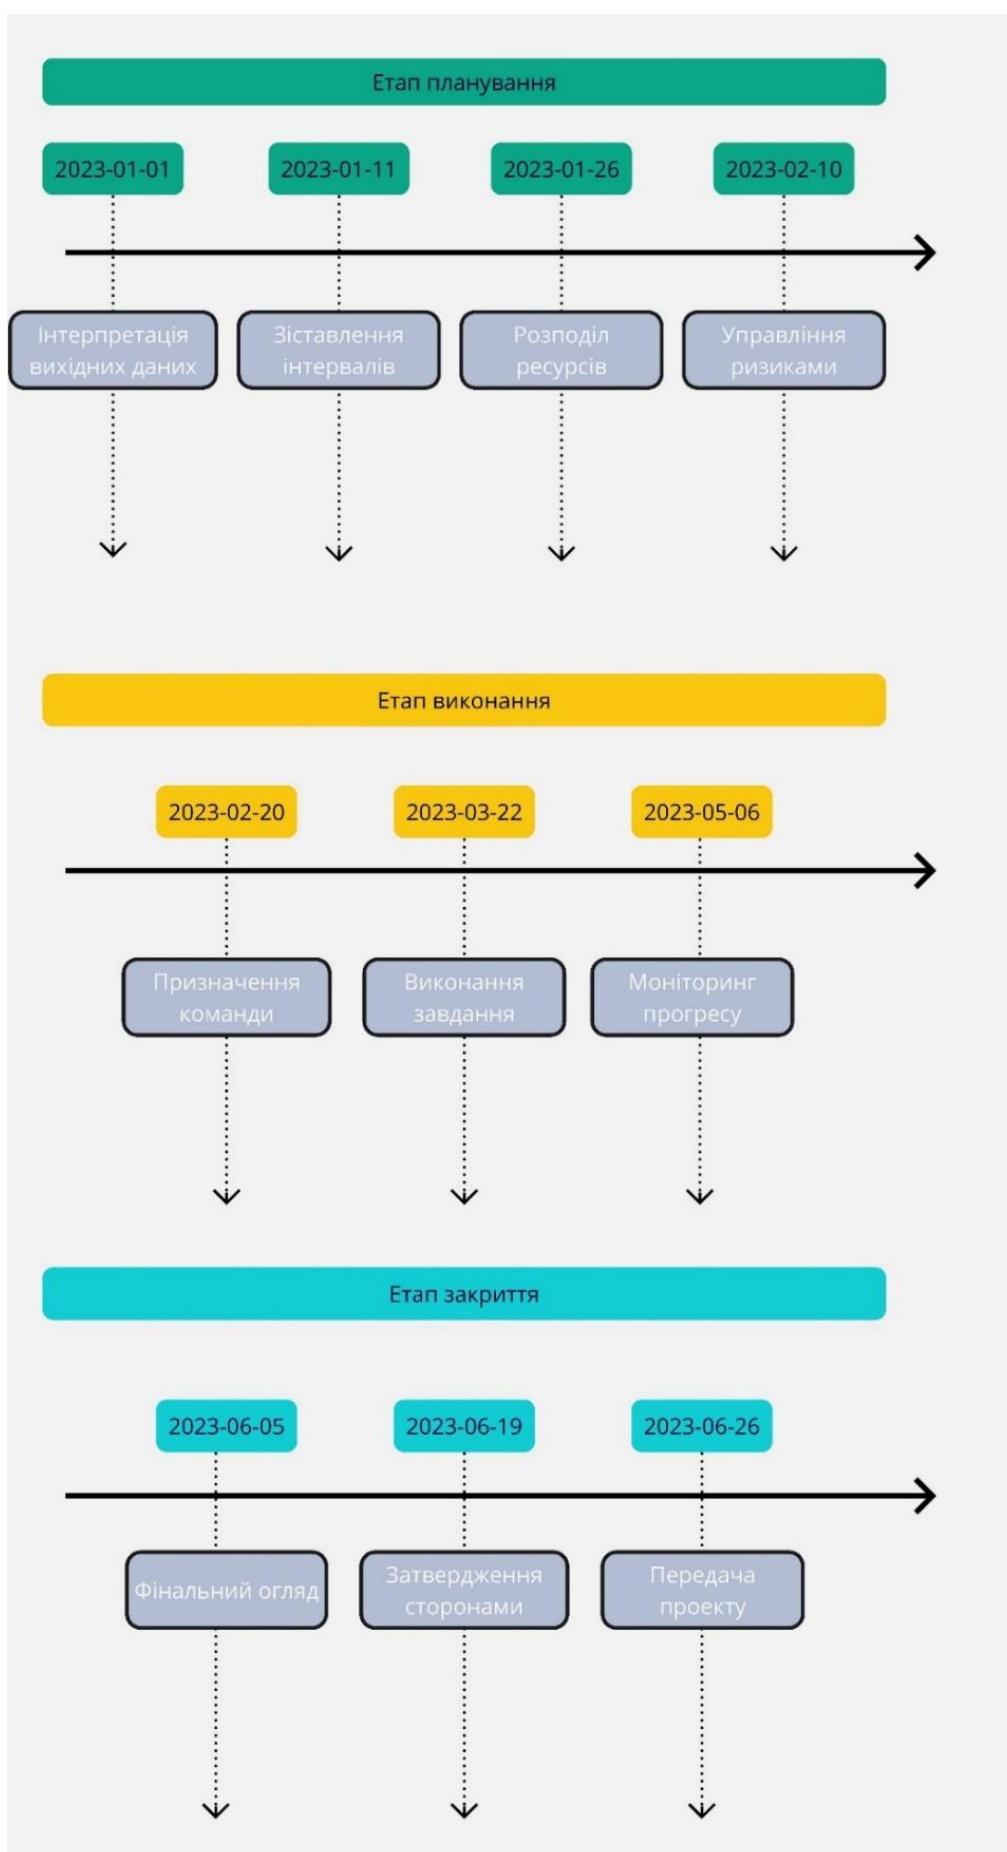 Етап планування
2023-01-01
2023-01-11
2023-01-26
2023-02-10
Інтерпретація
вихідних даних
Зіставлення
інтервалів
Розподіл
ресурсів
Управління
ризиками
Етап виконання
2023-02-20
2023-03-22
2023-05-06
Призначення
команди
Виконання
завдання
Моніторинг
прогресу
Етап закриття
2023-06-05
2023-06-19
2023-06-26
Фінальний огляд
Затвердження
сторонами
Передача
проекту